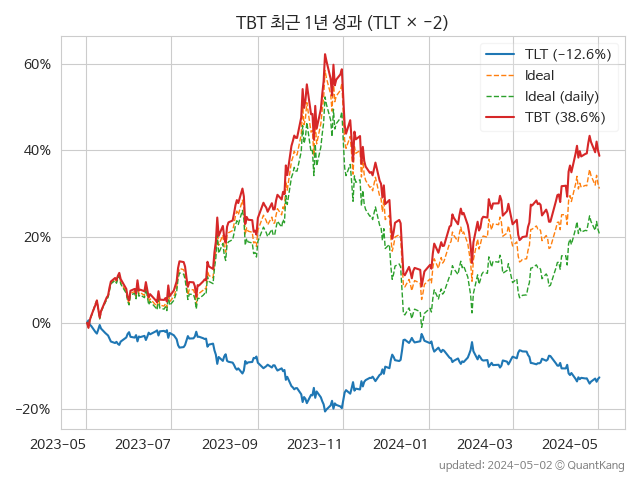 TBT 최근 1년 성과 (TLT × −2)
TLT (−12.6%)
Ideal
Ideal (daily)
TBT (38.6%)
60%
40%
20%
0%
−20%
2023-05
2023-07
2023-09
2023-11
2024-01
2024-03
2024-05
updated: 2024-05-02 © QuantKang